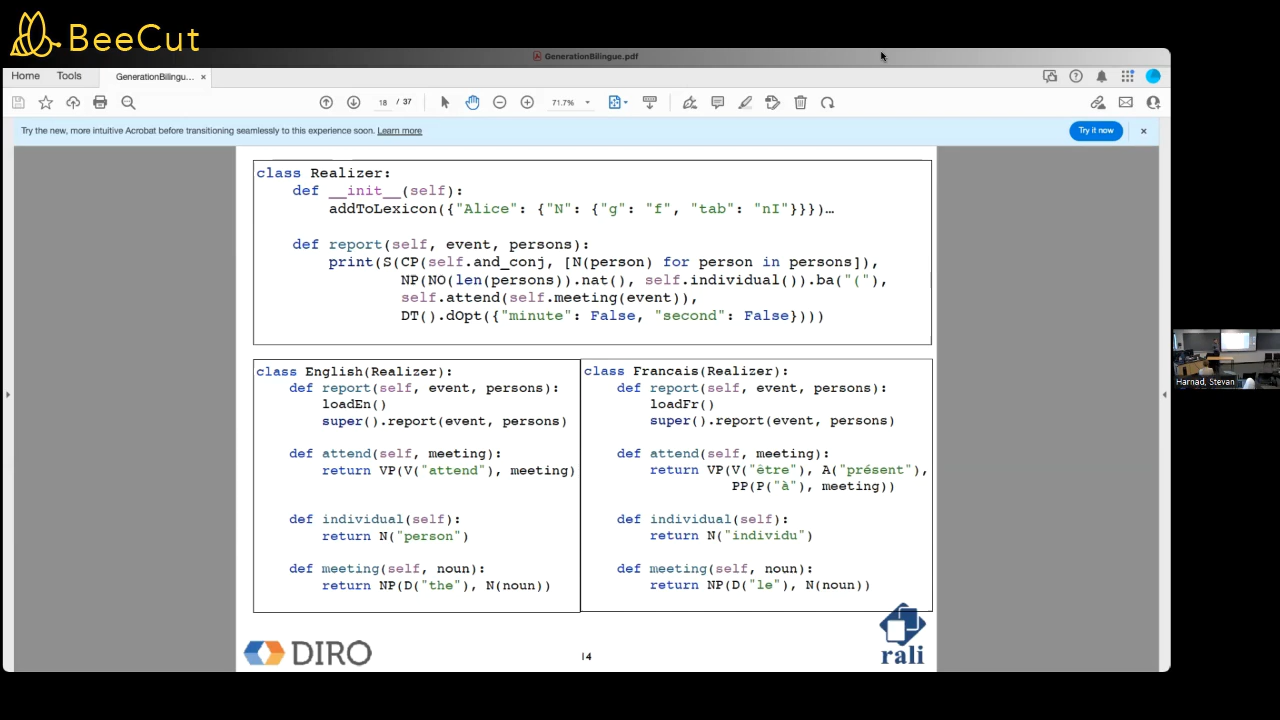 BeeCut
GenerationBilingue.pdf
Home Tools GenerationBilingu... ×
18 / 37 71.7%
Try the new, more intuitive Acrobat before transitioning seamlessly to this experience soon. Learn more Try it now ×
class Realizer:
def __init__(self):
addToLexicon({"Alice": {"N": {"g": "f", "tab": "nI"}}})…
def report(self, event, persons):
print(S(CP(self.and_conj, [N(person) for person in persons]),
NP(NO(len(persons)).nat(), self.individual()).ba("("),
self.attend(self.meeting(event)),
DT().dOpt({"minute": False, "second": False})))
class English(Realizer):
def report(self, event, persons):
loadEn()
super().report(event, persons)
def attend(self, meeting):
return VP(V("attend"), meeting)
def individual(self):
return N("person")
def meeting(self, noun):
return NP(D("the"), N(noun))
class Francais(Realizer):
def report(self, event, persons):
loadFr()
super().report(event, persons)
def attend(self, meeting):
return VP(V("être"), A("présent"),
PP(P("à"), meeting))
def individual(self):
return N("individu")
def meeting(self, noun):
return NP(D("le"), N(noun))
DIRO
14
rali
Harnad, Stevan